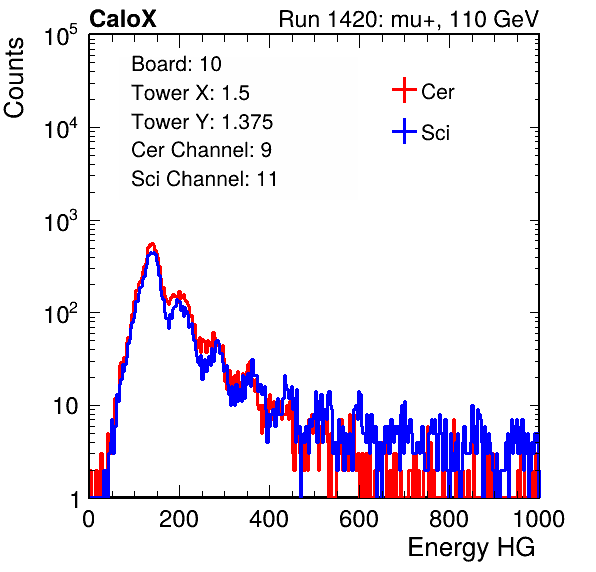 CaloX Run 1420: mu+, 110 GeV
Counts
10^5
10^4
10^3
10^2
10
1
Board: 10
Tower X: 1.5
Tower Y: 1.375
Cer Channel: 9
Sci Channel: 11
Cer
Sci
0 200 400 600 800 1000
Energy HG